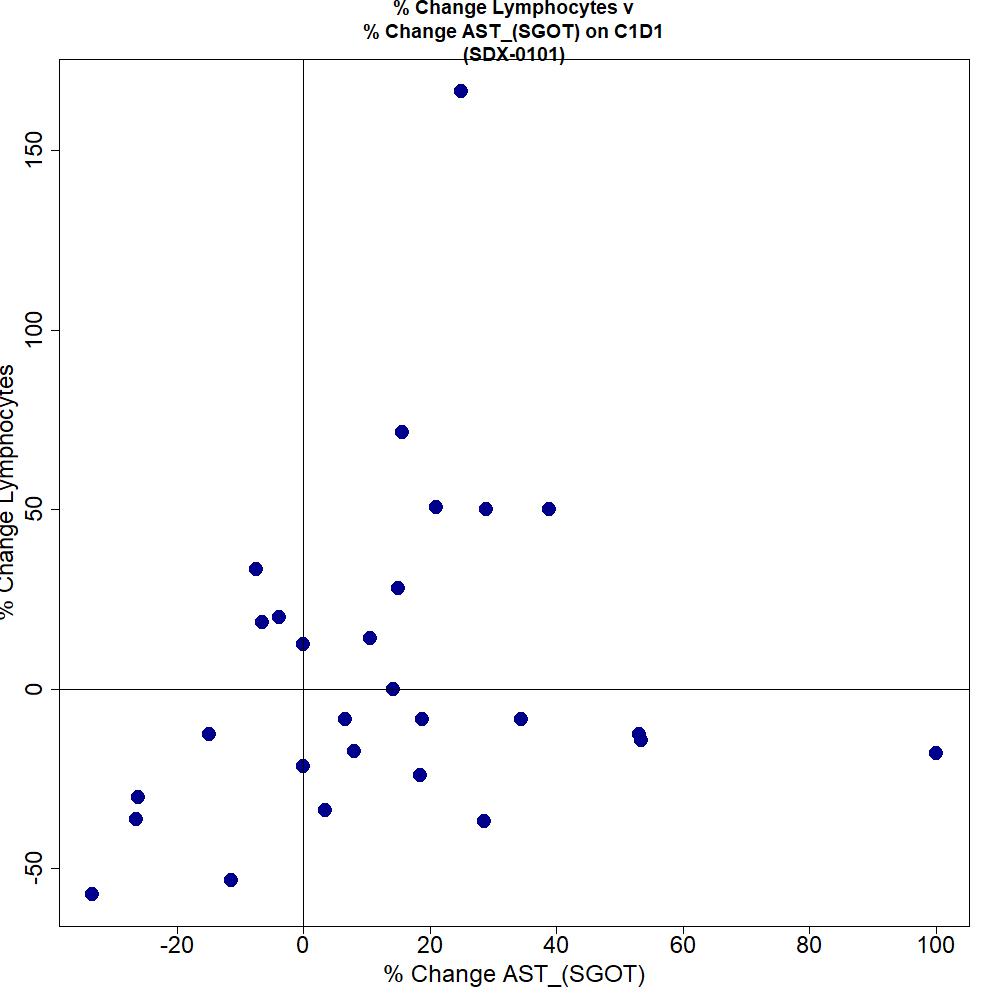 % Change Lymphocytes v
% Change AST_(SGOT) on C1D1
(SDX-0101)
% Change Lymphocytes
150
100
50
0
-50
-20 0 20 40 60 80 100
% Change AST_(SGOT)